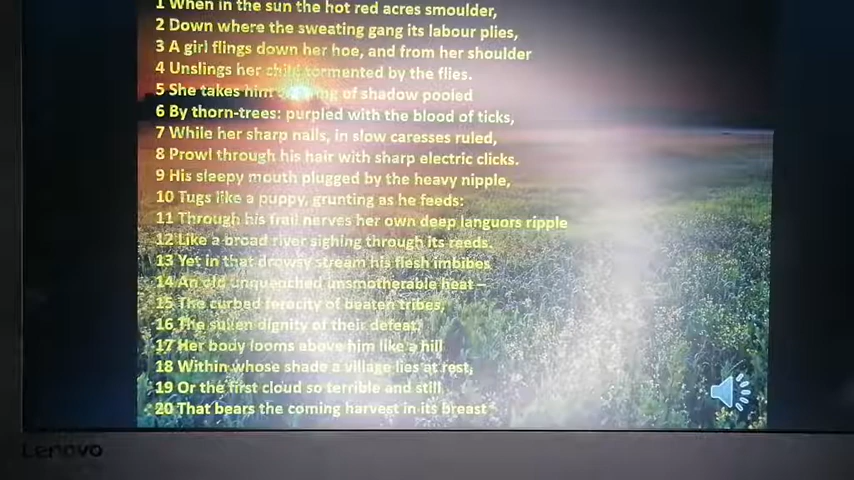 1 When in the sun the hot red acres smoulder,
2 Down where the sweating gang its labour plies,
3 A girl flings down her hoe, and from her shoulder
4 Unslings her child tormented by the flies.
5 She takes him of shadow pooled
6 By thorn-trees: purpled with the blood of ticks,
7 While her sharp nails, in slow caresses ruled,
8 Prowl through his hair with sharp electric clicks.
9 His sleepy mouth plugged by the heavy nipple,
10 Tugs like a puppy, grunting as he feeds:
11 Through his frail nerves her own deep languors ripple
12 Like a broad river sighing through its reeds.
13 Yet in that drowsy stream his flesh imbibes
14 An old unquenched unsmotherable heat –
15 The curbed ferocity of beaten tribes,
16 The sullen dignity of their defeat,
17 Her body looms above him like a hill
18 Within whose shade a village lies at rest,
19 Or the first cloud so terrible and still
20 That bears the coming harvest in its breast
Lenovo